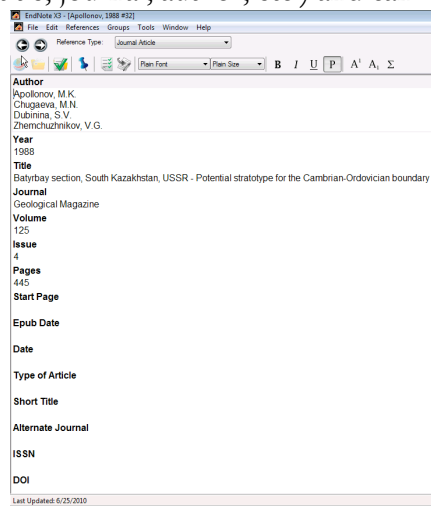 EndNote X3 - [Apollonov, 1988 #32]
File Edit References Groups Tools Window Help
Reference Type: Journal Article
Plain Font Plain Size B I U P A¹ A₁ Σ
Author
Apollonov, M.K.
Chugaeva, M.N.
Dubinina, S.V.
Zhemchuzhnikov, V.G.
Year
1988
Title
Batyrbay section, South Kazakhstan, USSR - Potential stratotype for the Cambrian-Ordovician boundary
Journal
Geological Magazine
Volume
125
Issue
4
Pages
445
Start Page
Epub Date
Date
Type of Article
Short Title
Alternate Journal
ISSN
DOI
Last Updated: 6/25/2010